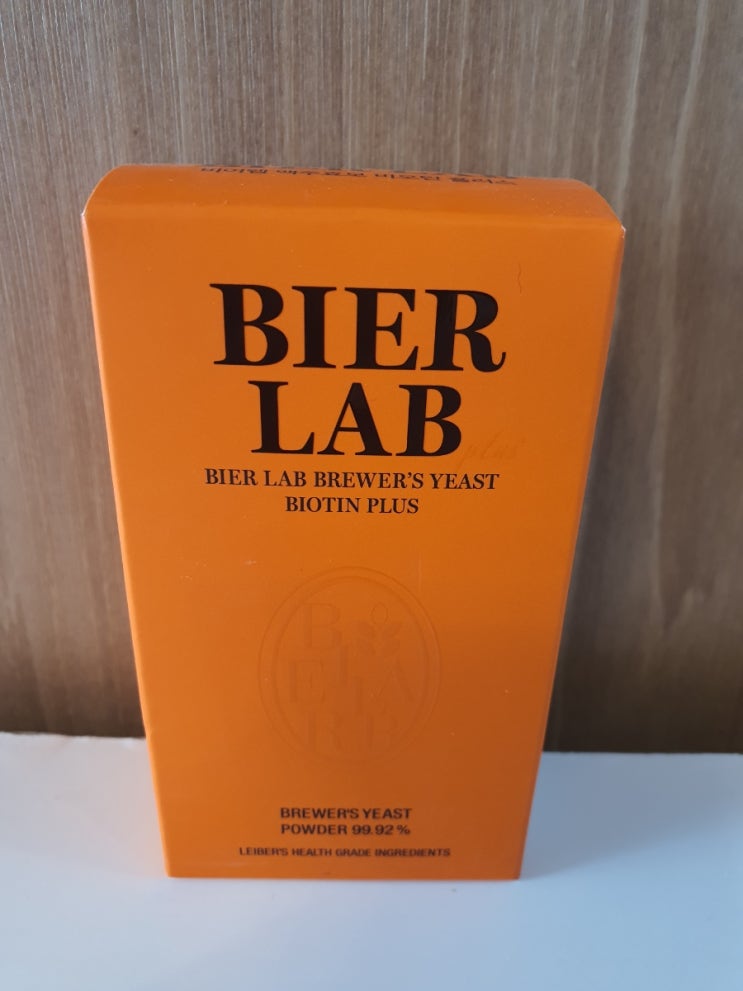 BIER
LAB
plus
BIER LAB BREWER'S YEAST
BIOTIN PLUS
B
E I L A
R B
BREWER'S YEAST
POWDER 99.92 %
LEIBER'S HEALTH GRADE INGREDIENTS